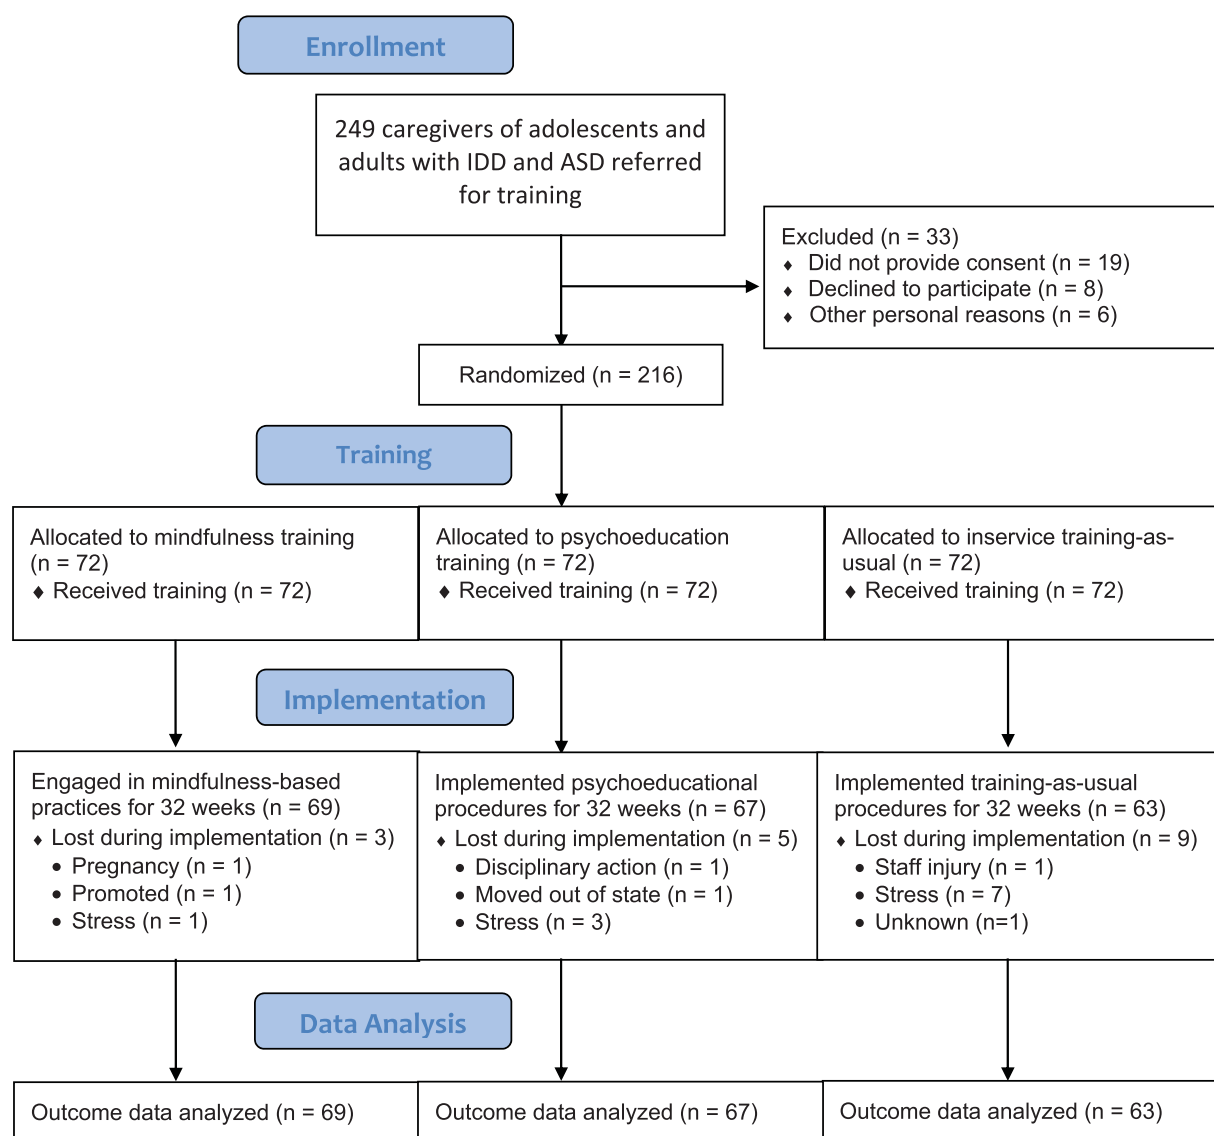 Enrollment
249 caregivers of adolescents and
adults with IDD and ASD referred
for training
Excluded (n = 33)
♦ Did not provide consent (n = 19)
♦ Declined to participate (n = 8)
♦ Other personal reasons (n = 6)
Randomized (n = 216)
Training
Allocated to mindfulness training
(n = 72)
♦ Received training (n = 72)
Allocated to psychoeducation
training (n = 72)
♦ Received training (n = 72)
Allocated to inservice training-as-
usual (n = 72)
♦ Received training (n = 72)
Implementation
Engaged in mindfulness-based
practices for 32 weeks (n = 69)
♦ Lost during implementation (n = 3)
• Pregnancy (n = 1)
• Promoted (n = 1)
• Stress (n = 1)
Implemented psychoeducational
procedures for 32 weeks (n = 67)
♦ Lost during implementation (n = 5)
• Disciplinary action (n = 1)
• Moved out of state (n = 1)
• Stress (n = 3)
Implemented training-as-usual
procedures for 32 weeks (n = 63)
♦ Lost during implementation (n = 9)
• Staff injury (n = 1)
• Stress (n = 7)
• Unknown (n=1)
Data Analysis
Outcome data analyzed (n = 69)
Outcome data analyzed (n = 67)
Outcome data analyzed (n = 63)